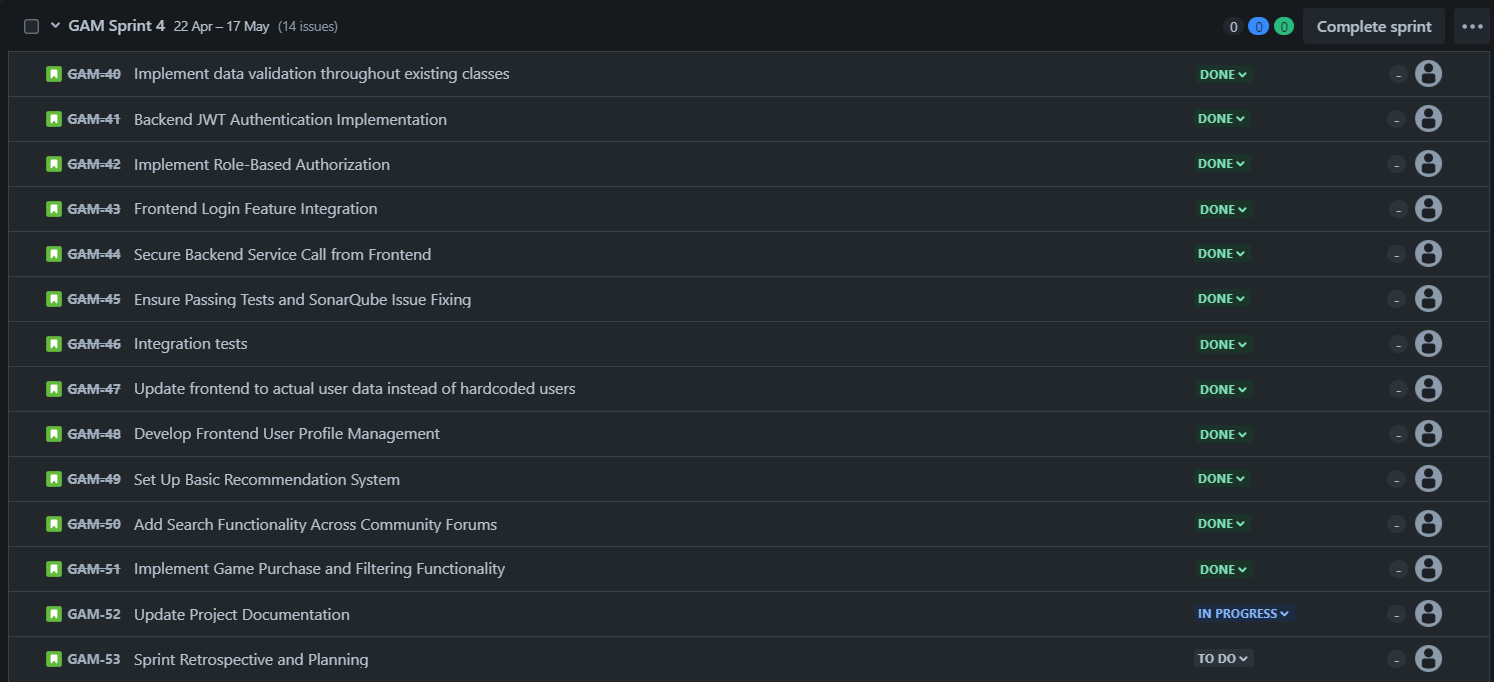 GAM Sprint 4 22 Apr – 17 May (14 issues) 0 0 0 Complete sprint
GAM-40 Implement data validation throughout existing classes DONE -
GAM-41 Backend JWT Authentication Implementation DONE -
GAM-42 Implement Role-Based Authorization DONE -
GAM-43 Frontend Login Feature Integration DONE -
GAM-44 Secure Backend Service Call from Frontend DONE -
GAM-45 Ensure Passing Tests and SonarQube Issue Fixing DONE -
GAM-46 Integration tests DONE -
GAM-47 Update frontend to actual user data instead of hardcoded users DONE -
GAM-48 Develop Frontend User Profile Management DONE -
GAM-49 Set Up Basic Recommendation System DONE -
GAM-50 Add Search Functionality Across Community Forums DONE -
GAM-51 Implement Game Purchase and Filtering Functionality DONE -
GAM-52 Update Project Documentation IN PROGRESS -
GAM-53 Sprint Retrospective and Planning TO DO -